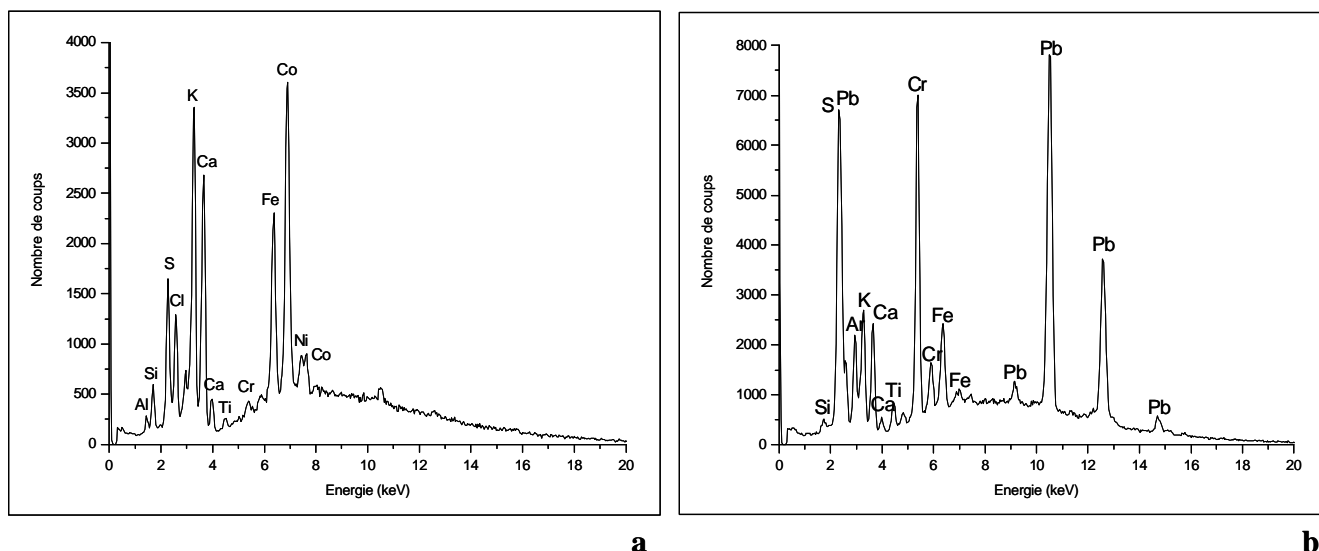 4000
3500
3000
2500
2000
1500
1000
500
0
Nombre de coups
Al
Si
S
Cl
K
Ca
Ca
Ti
Cr
Fe
Co
Ni
Co
0 2 4 6 8 10 12 14 16 18 20
Energie (keV)
a
8000
7000
6000
5000
4000
3000
2000
1000
0
Nombre de coups
Si
S Pb
Ar
K
Ca
Ca
Ti
Cr
Cr
Fe
Fe
Pb
Pb
Pb
Pb
0 2 4 6 8 10 12 14 16 18 20
Energie (keV)
b